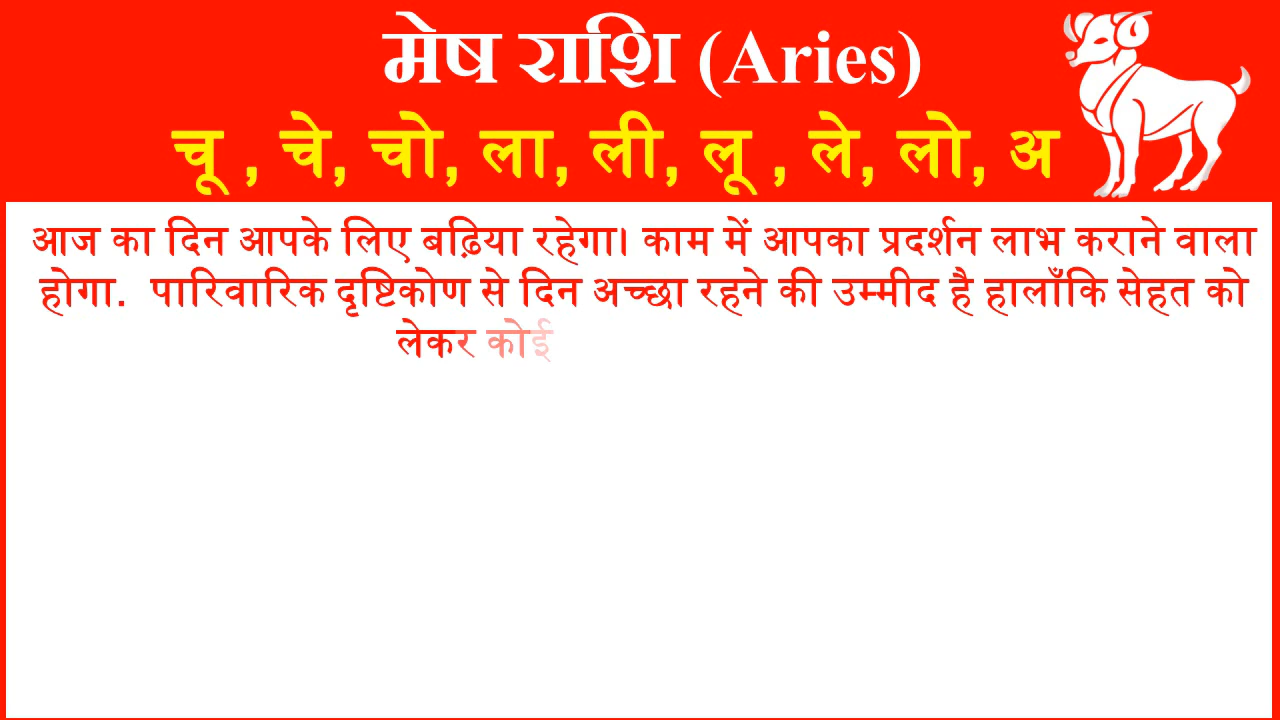 मेष राशि (Aries)
चू , चे, चो, ला, ली, लू , ले, लो, अ
आज का दिन आपके लिए बढ़िया रहेगा। काम में आपका प्रदर्शन लाभ कराने वाला
होगा.  पारिवारिक दृष्टिकोण से दिन अच्छा रहने की उम्मीद है हालाँकि सेहत को
लेकर कोई